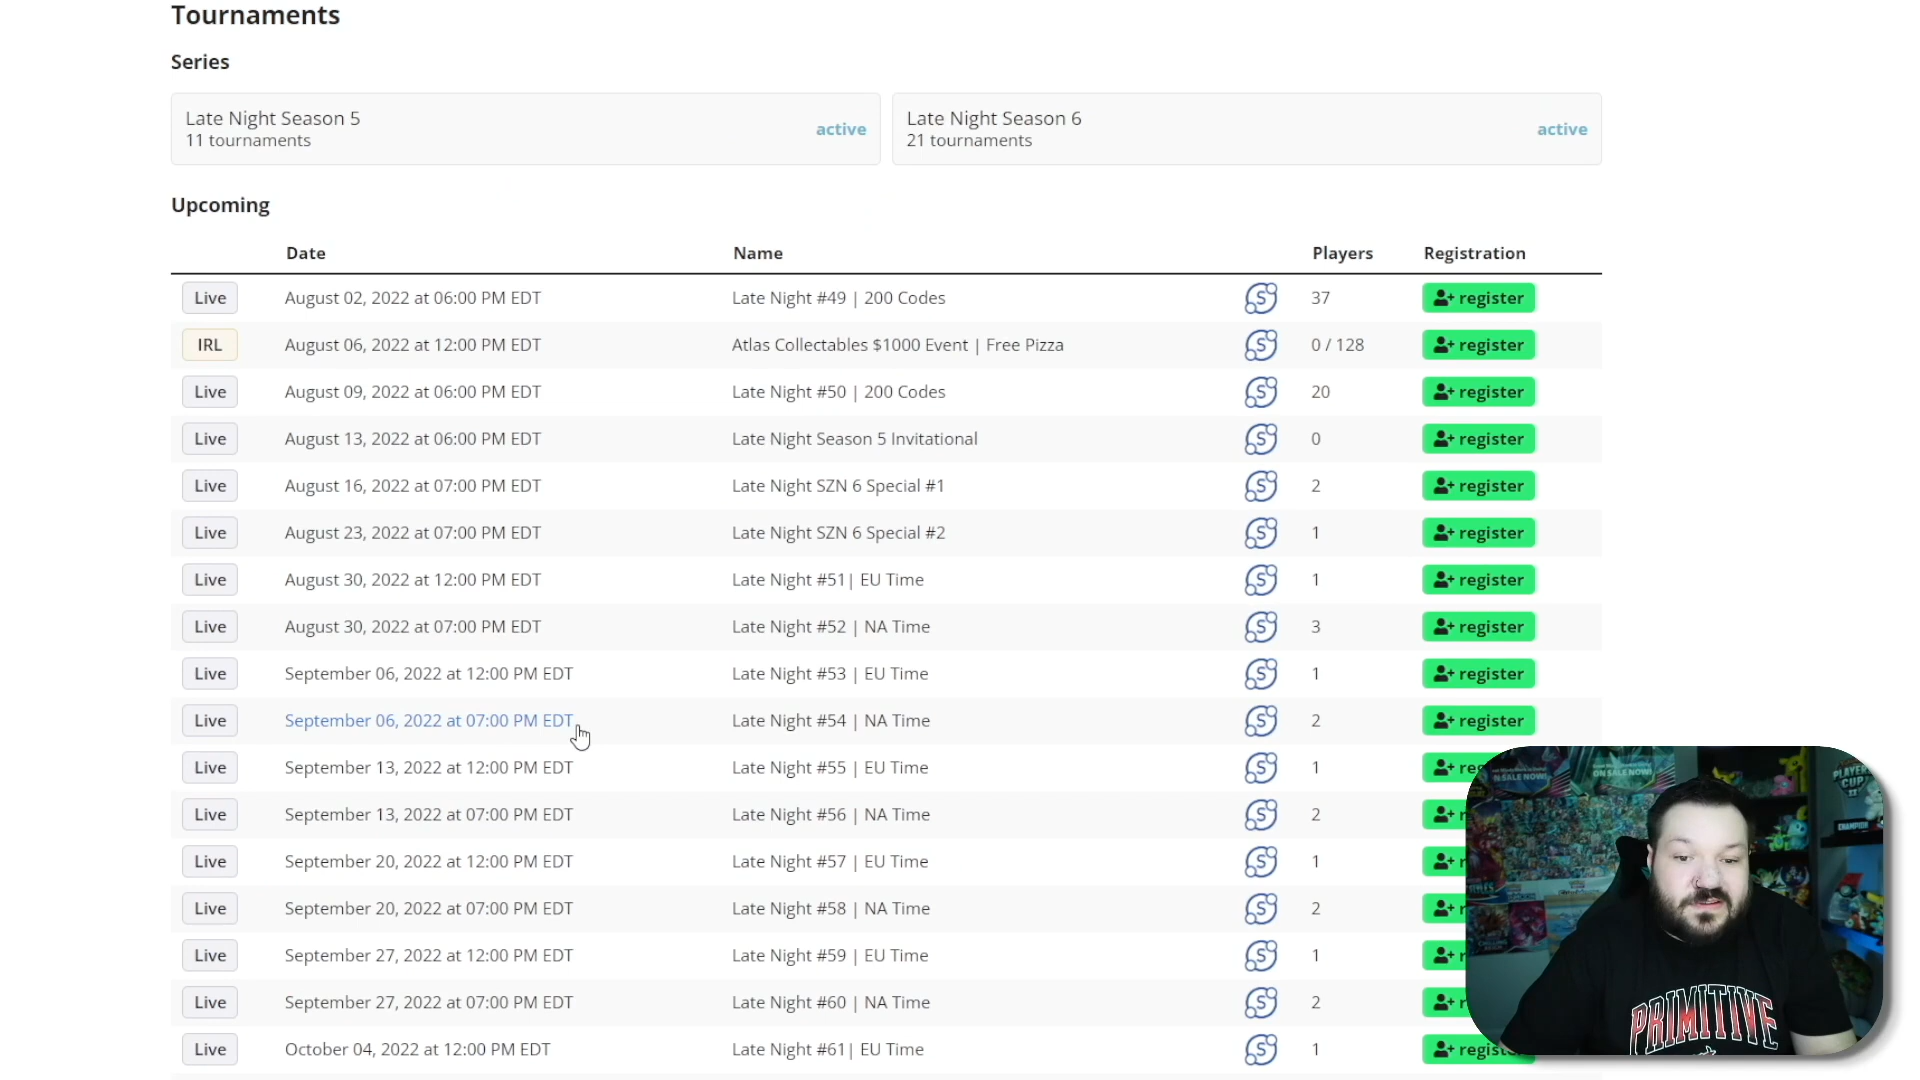 Tournaments
Series
Late Night Season 5
11 tournaments
active
Late Night Season 6
21 tournaments
active
Upcoming
Date Name Players Registration
Live August 02, 2022 at 06:00 PM EDT Late Night #49 | 200 Codes 37 register
IRL August 06, 2022 at 12:00 PM EDT Atlas Collectables $1000 Event | Free Pizza 0 / 128 register
Live August 09, 2022 at 06:00 PM EDT Late Night #50 | 200 Codes 20 register
Live August 13, 2022 at 06:00 PM EDT Late Night Season 5 Invitational 0 register
Live August 16, 2022 at 07:00 PM EDT Late Night SZN 6 Special #1 2 register
Live August 23, 2022 at 07:00 PM EDT Late Night SZN 6 Special #2 1 register
Live August 30, 2022 at 12:00 PM EDT Late Night #51| EU Time 1 register
Live August 30, 2022 at 07:00 PM EDT Late Night #52 | NA Time 3 register
Live September 06, 2022 at 12:00 PM EDT Late Night #53 | EU Time 1 register
Live September 06, 2022 at 07:00 PM EDT Late Night #54 | NA Time 2 register
Live September 13, 2022 at 12:00 PM EDT Late Night #55 | EU Time 1
Live September 13, 2022 at 07:00 PM EDT Late Night #56 | NA Time 2
Live September 20, 2022 at 12:00 PM EDT Late Night #57 | EU Time 1
Live September 20, 2022 at 07:00 PM EDT Late Night #58 | NA Time 2
Live September 27, 2022 at 12:00 PM EDT Late Night #59 | EU Time 1
Live September 27, 2022 at 07:00 PM EDT Late Night #60 | NA Time 2
Live October 04, 2022 at 12:00 PM EDT Late Night #61| EU Time 1
ON SALE NOW!
PLAYERS
CUP II
CHAMPION
PRIMITIVE